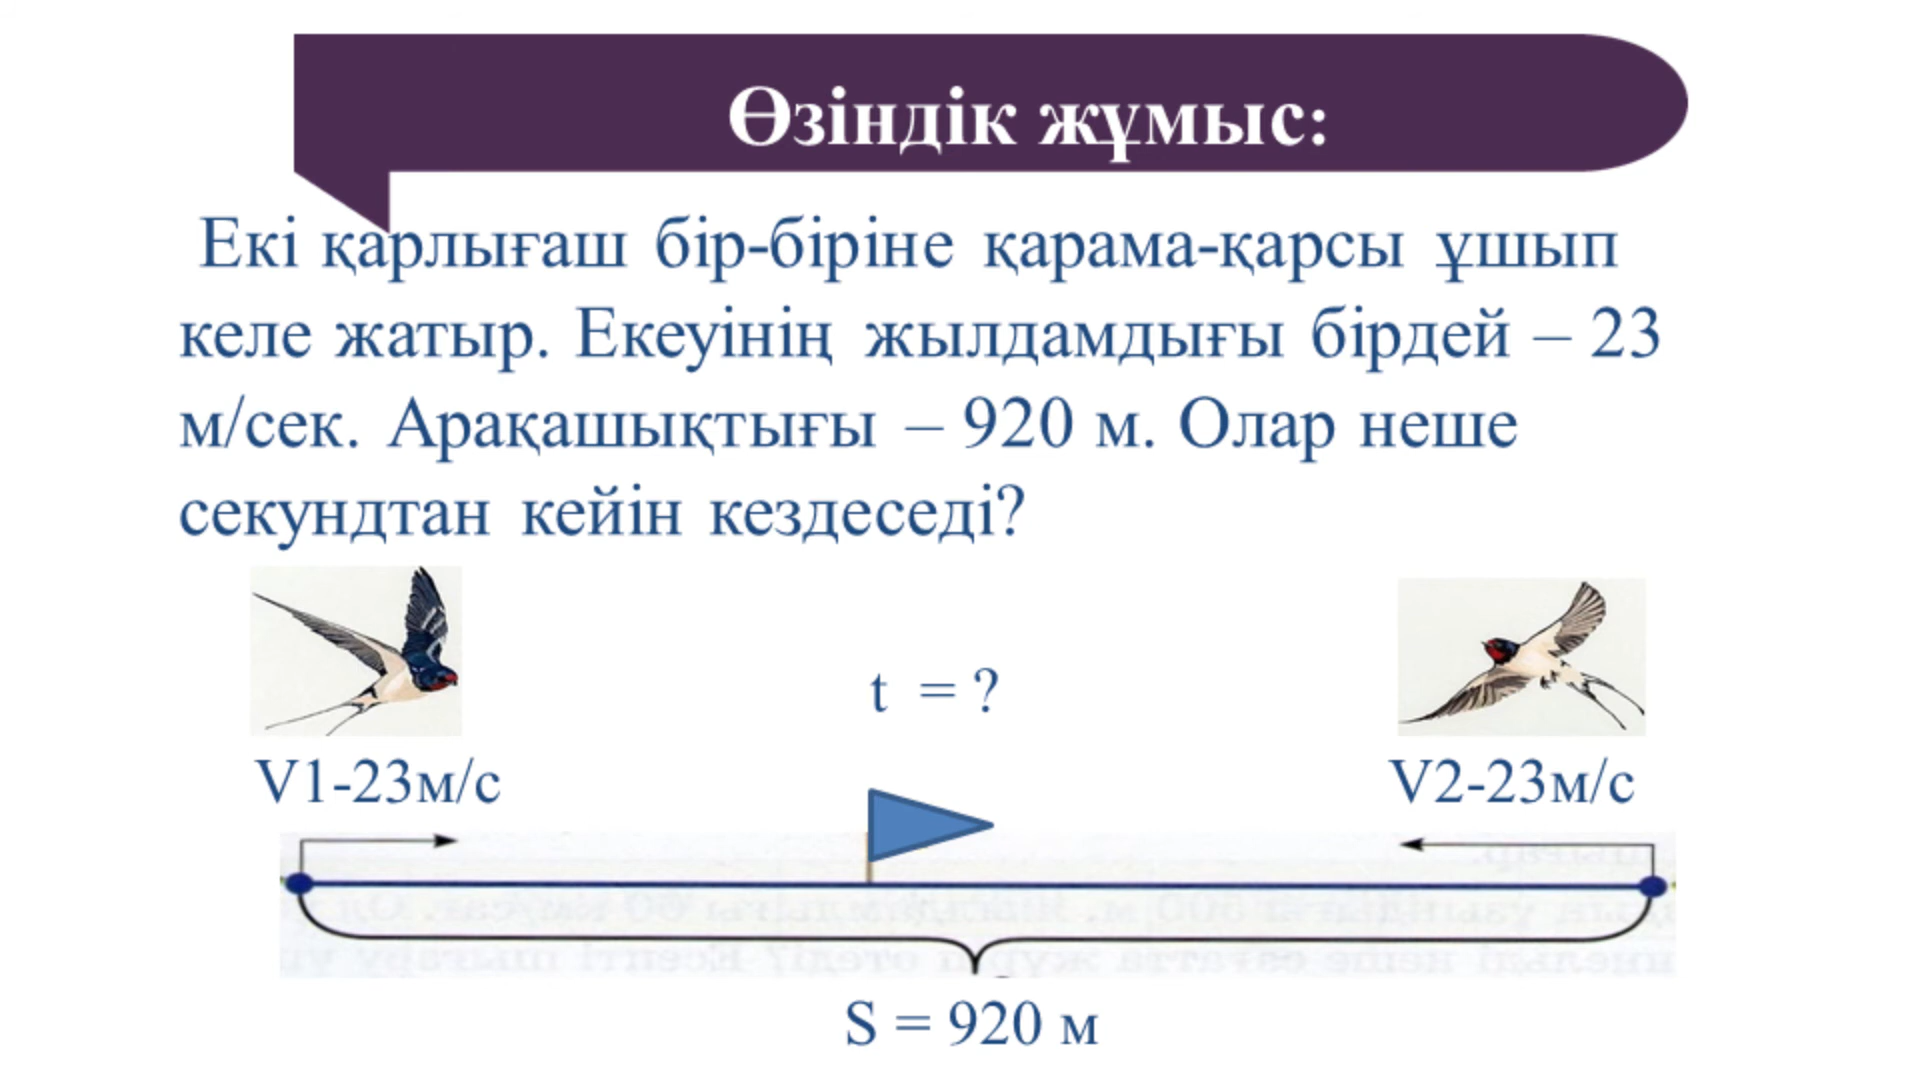 Өзіндік жұмыс:
Екі қарлығаш бір-біріне қарама-қарсы ұшып
келе жатыр. Екеуінің жылдамдығы бірдей – 23
м/сек. Арақашықтығы – 920 м. Олар неше
секундтан кейін кездеседі?
t = ?
V1-23м/с
V2-23м/с
S = 920 м